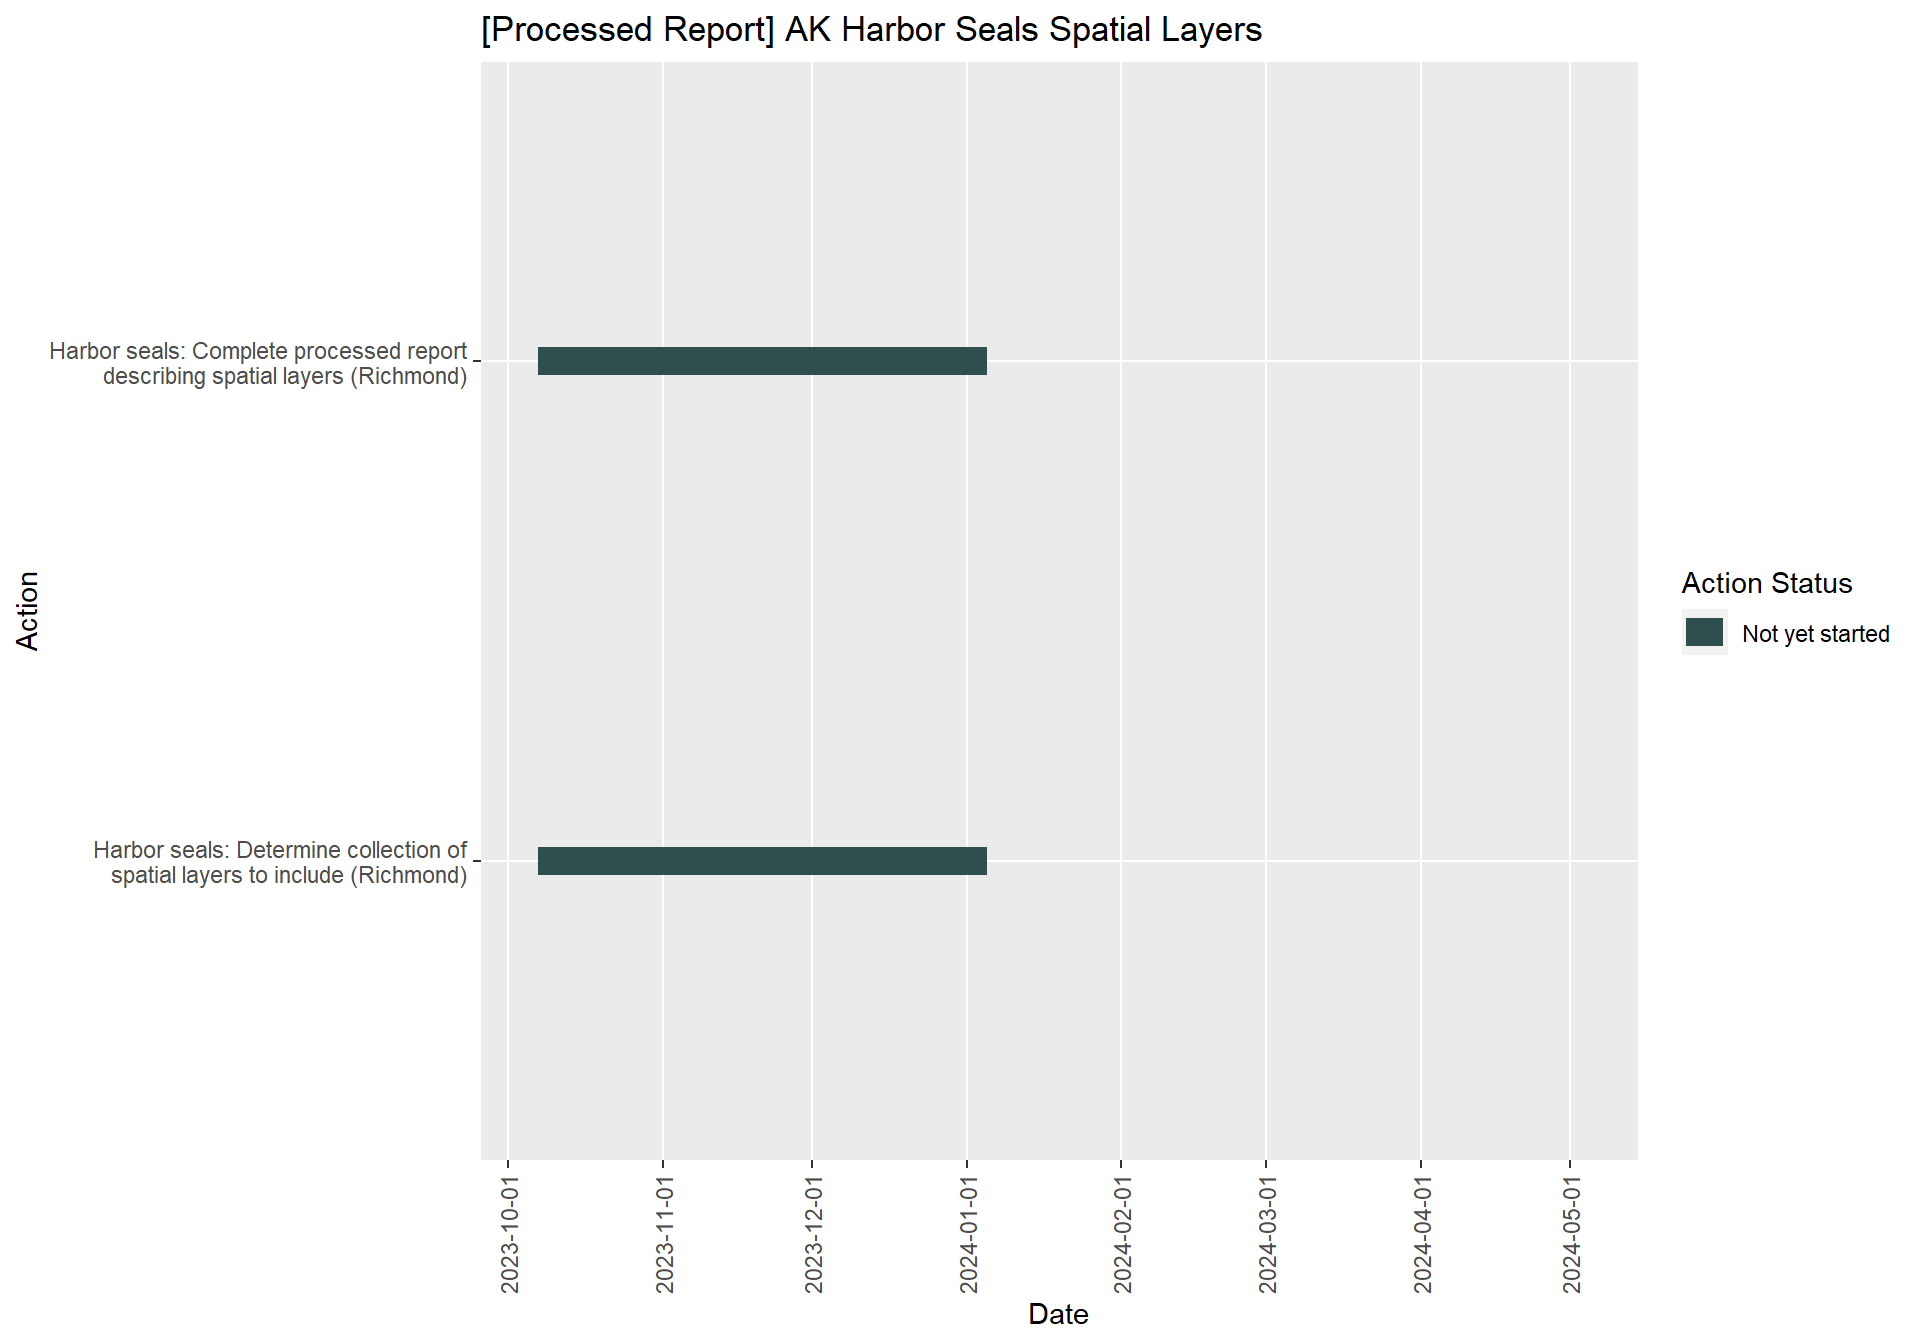 [Processed Report] AK Harbor Seals Spatial Layers
Action
Harbor seals: Complete processed report
describing spatial layers (Richmond)
Harbor seals: Determine collection of
spatial layers to include (Richmond)
2023-10-01
2023-11-01
2023-12-01
2024-01-01
2024-02-01
2024-03-01
2024-04-01
2024-05-01
Date
Action Status
Not yet started